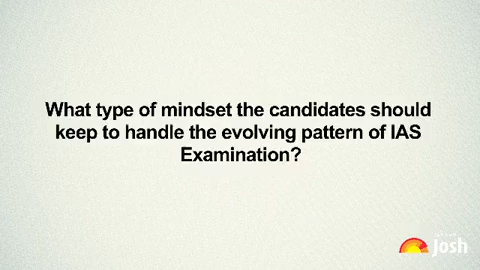 What type of mindset the candidates should
keep to handle the evolving pattern of IAS
Examination?
Josh